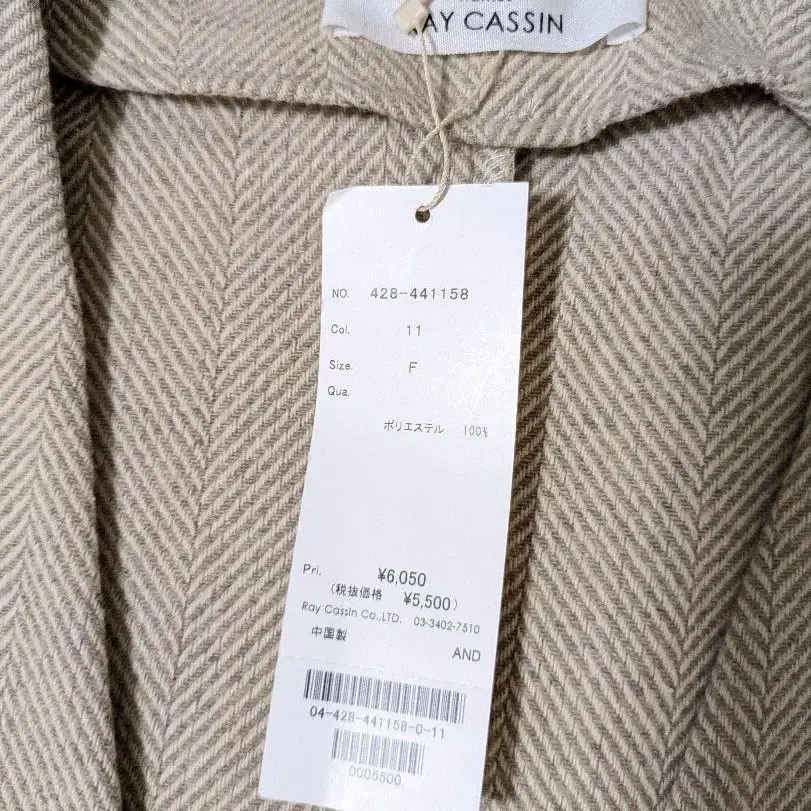 RAY CASSIN
NO. 428-441158
Col. 11
Size. F
Qua.
ポリエステル 100%
Pri. ¥6,050
(税抜価格 ¥5,500)
Ray Cassin Co.,LTD. 03-3402-7510
中国製
AND
04-428-441158-0-11
0005500